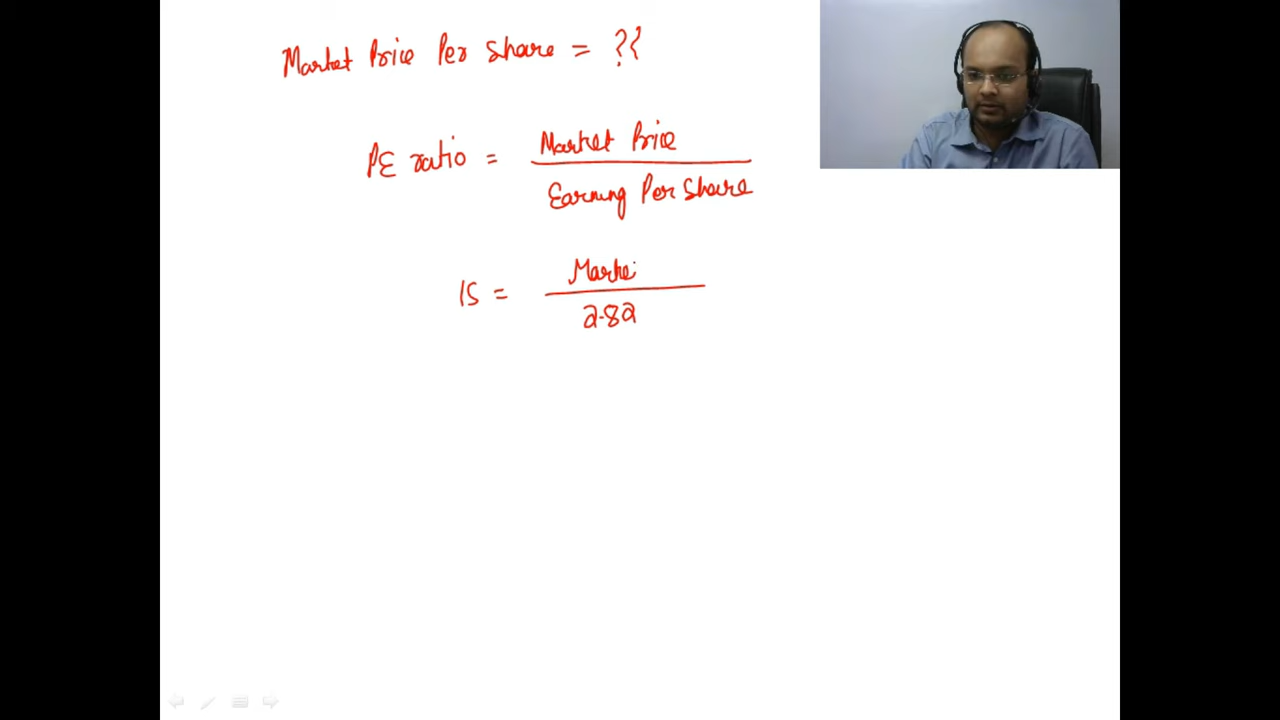 Market Price Per Share = ??
PE ratio = Market Price
Earning Per Share
15 = Marke
2.82